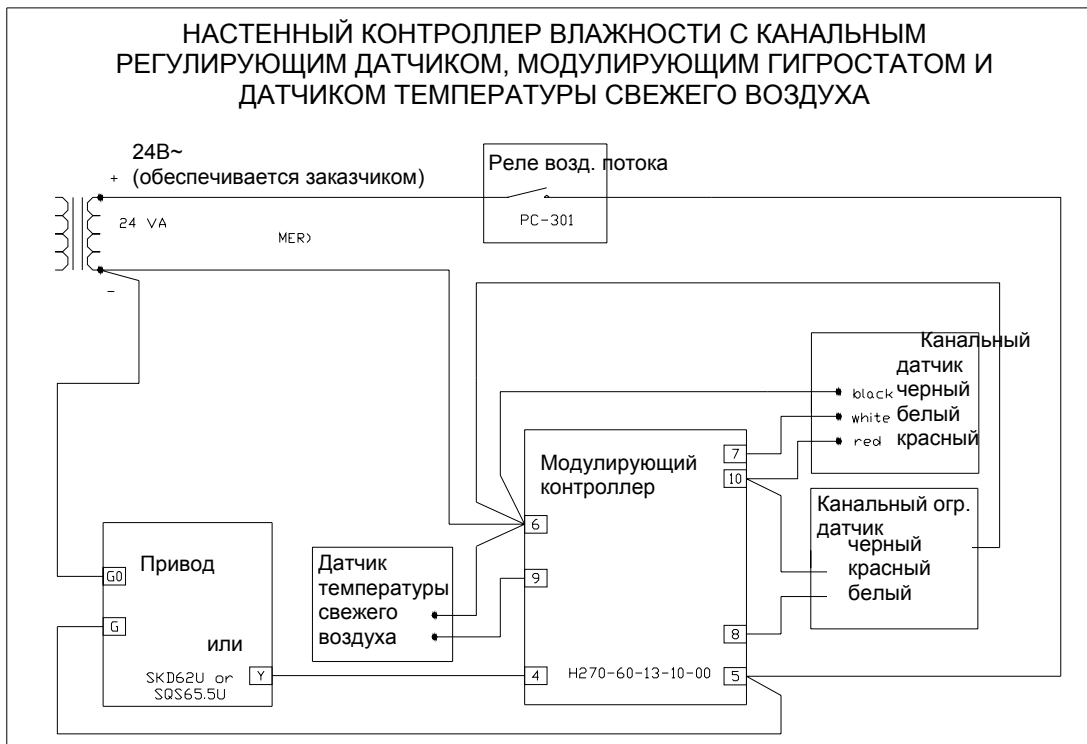 НАСТЕННЫЙ КОНТРОЛЛЕР ВЛАЖНОСТИ С КАНАЛЬНЫМ
РЕГУЛИРУЮЩИМ ДАТЧИКОМ, МОДУЛИРУЮЩИМ ГИГРОСТАТОМ И
ДАТЧИКОМ ТЕМПЕРАТУРЫ СВЕЖЕГО ВОЗДУХА
24В~
+ (обеспечивается заказчиком)
24 VA
MER)
-
Реле возд. потока
PC-301
Канальный
датчик
black черный
white белый
red красный
Модулирующий
контроллер
7
10
6
9
8
4
H270-60-13-10-00
5
Канальный огр.
датчик
черный
красный
белый
Датчик
температуры
свежего
воздуха
Привод
G0
G
или
SKD62U or
SQS65.5U
Y